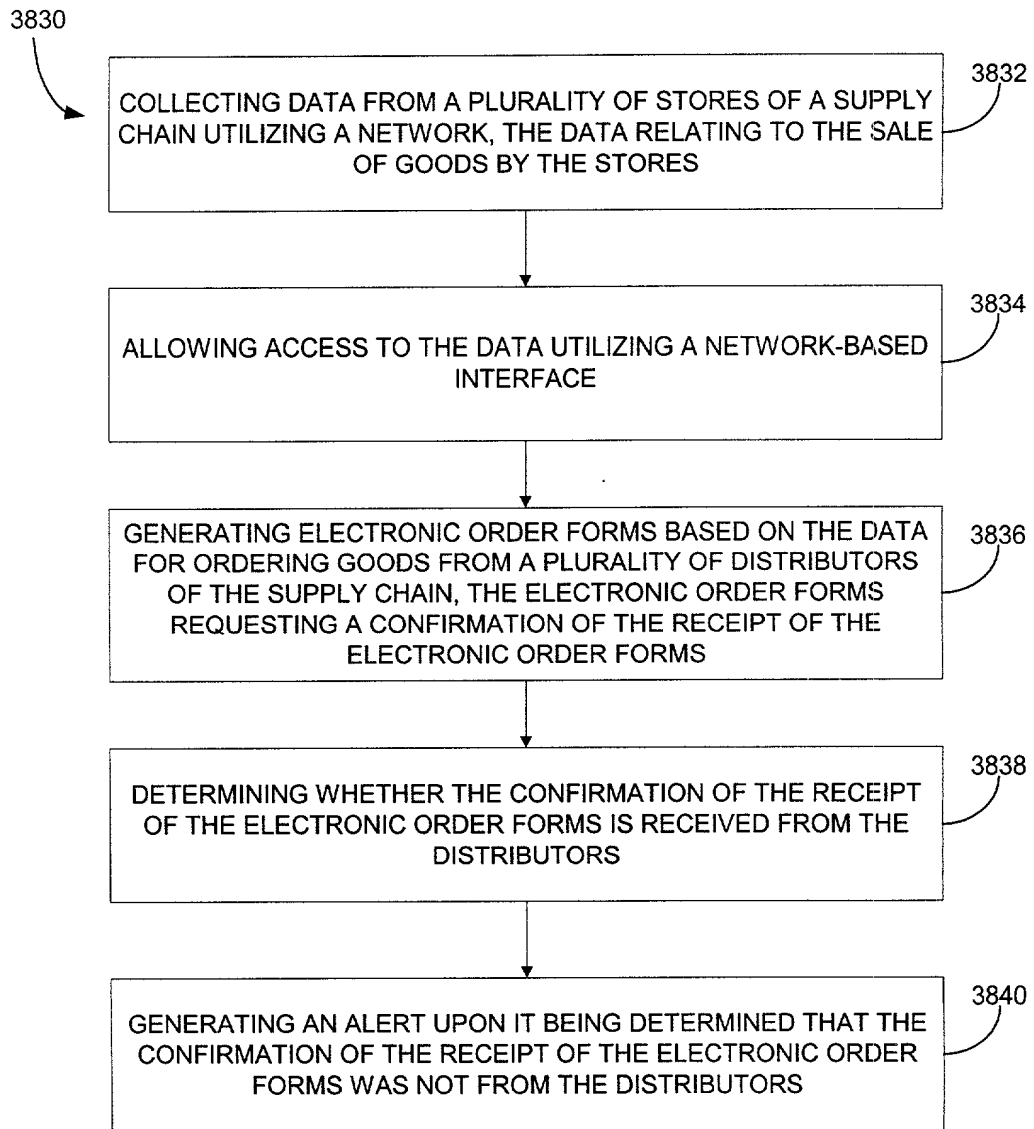 3830
3832
COLLECTING DATA FROM A PLURALITY OF STORES OF A SUPPLY
CHAIN UTILIZING A NETWORK, THE DATA RELATING TO THE SALE
OF GOODS BY THE STORES
3834
ALLOWING ACCESS TO THE DATA UTILIZING A NETWORK-BASED
INTERFACE
3836
GENERATING ELECTRONIC ORDER FORMS BASED ON THE DATA
FOR ORDERING GOODS FROM A PLURALITY OF DISTRIBUTORS
OF THE SUPPLY CHAIN, THE ELECTRONIC ORDER FORMS
REQUESTING A CONFIRMATION OF THE RECEIPT OF THE
ELECTRONIC ORDER FORMS
3838
DETERMINING WHETHER THE CONFIRMATION OF THE RECEIPT
OF THE ELECTRONIC ORDER FORMS IS RECEIVED FROM THE
DISTRIBUTORS
3840
GENERATING AN ALERT UPON IT BEING DETERMINED THAT THE
CONFIRMATION OF THE RECEIPT OF THE ELECTRONIC ORDER
FORMS WAS NOT FROM THE DISTRIBUTORS